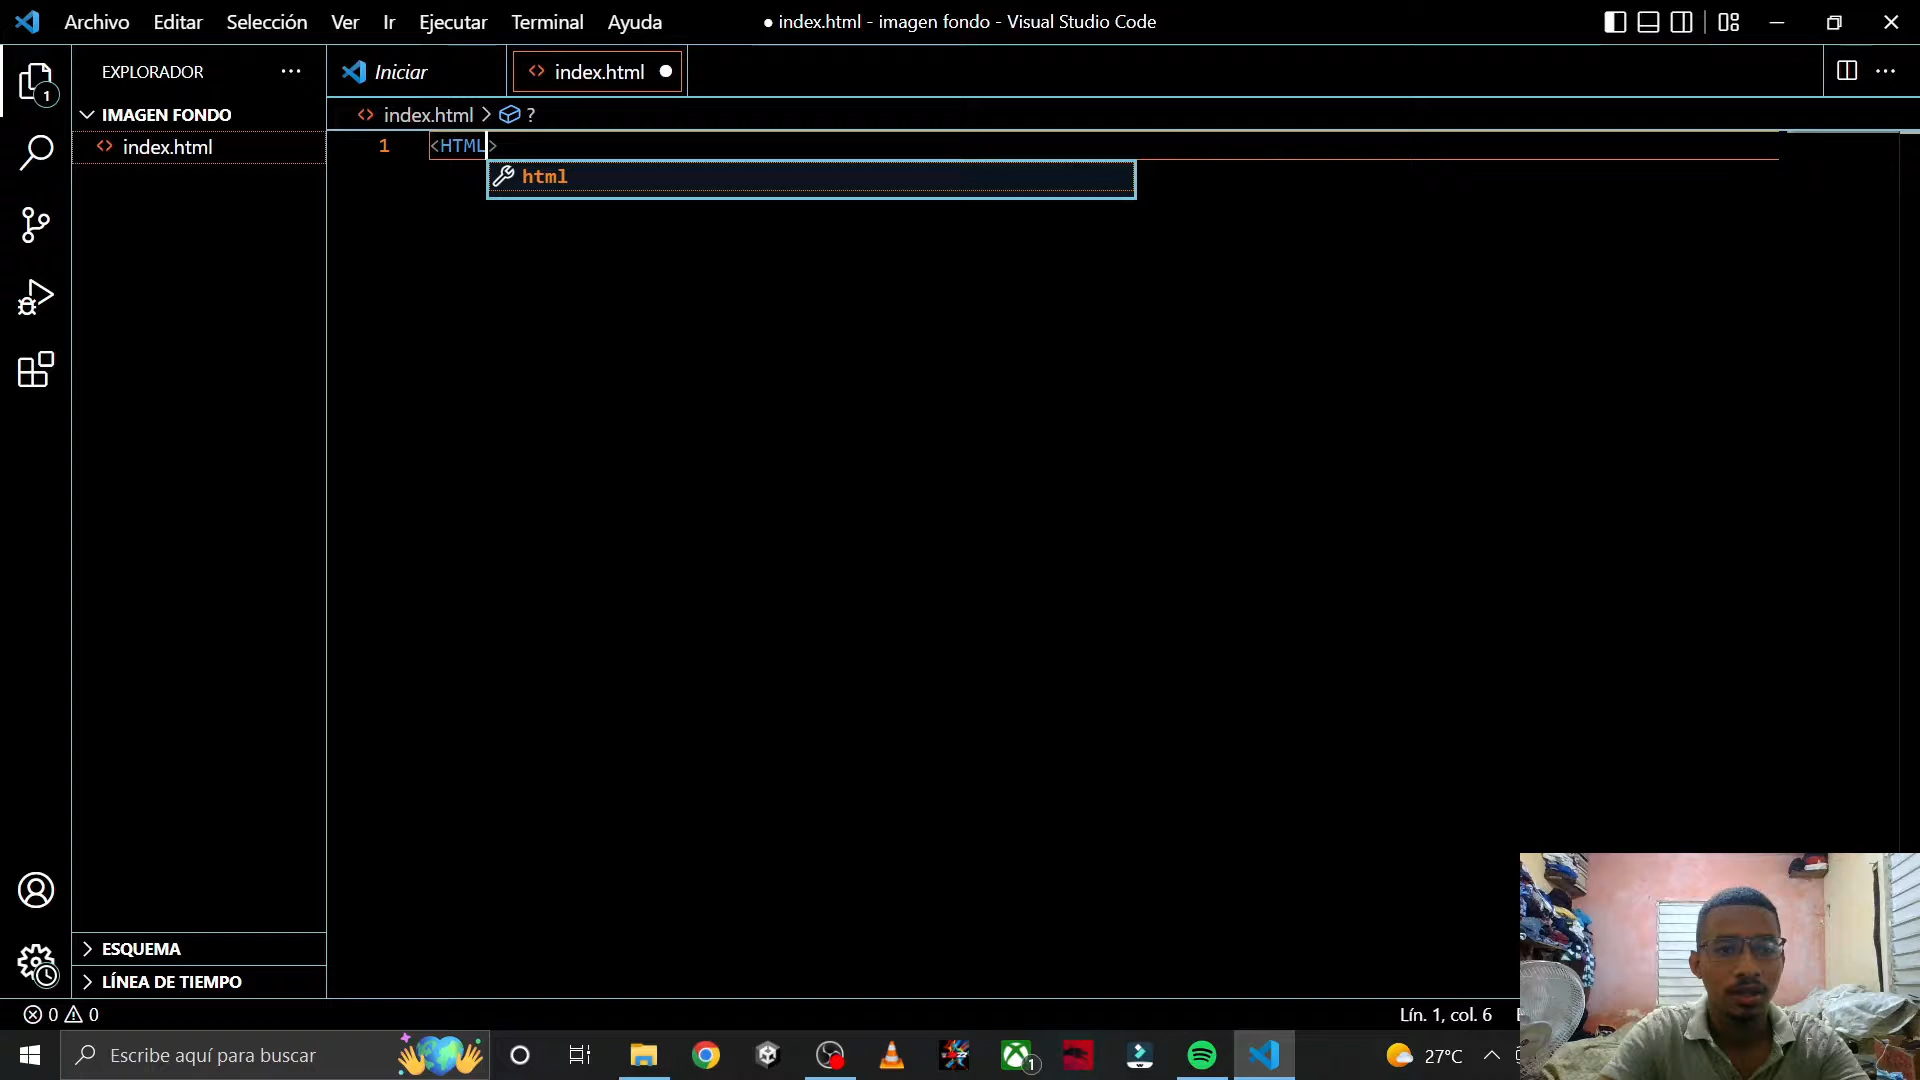 Archivo Editar Selección Ver Ir Ejecutar Terminal Ayuda
● index.html - imagen fondo - Visual Studio Code
EXPLORADOR
Iniciar
index.html
1
IMAGEN FONDO
index.html > ?
index.html
1 <HTML>
html
ESQUEMA
LÍNEA DE TIEMPO
0 0
Lín. 1, col. 6
Escribe aquí para buscar
1
27°C